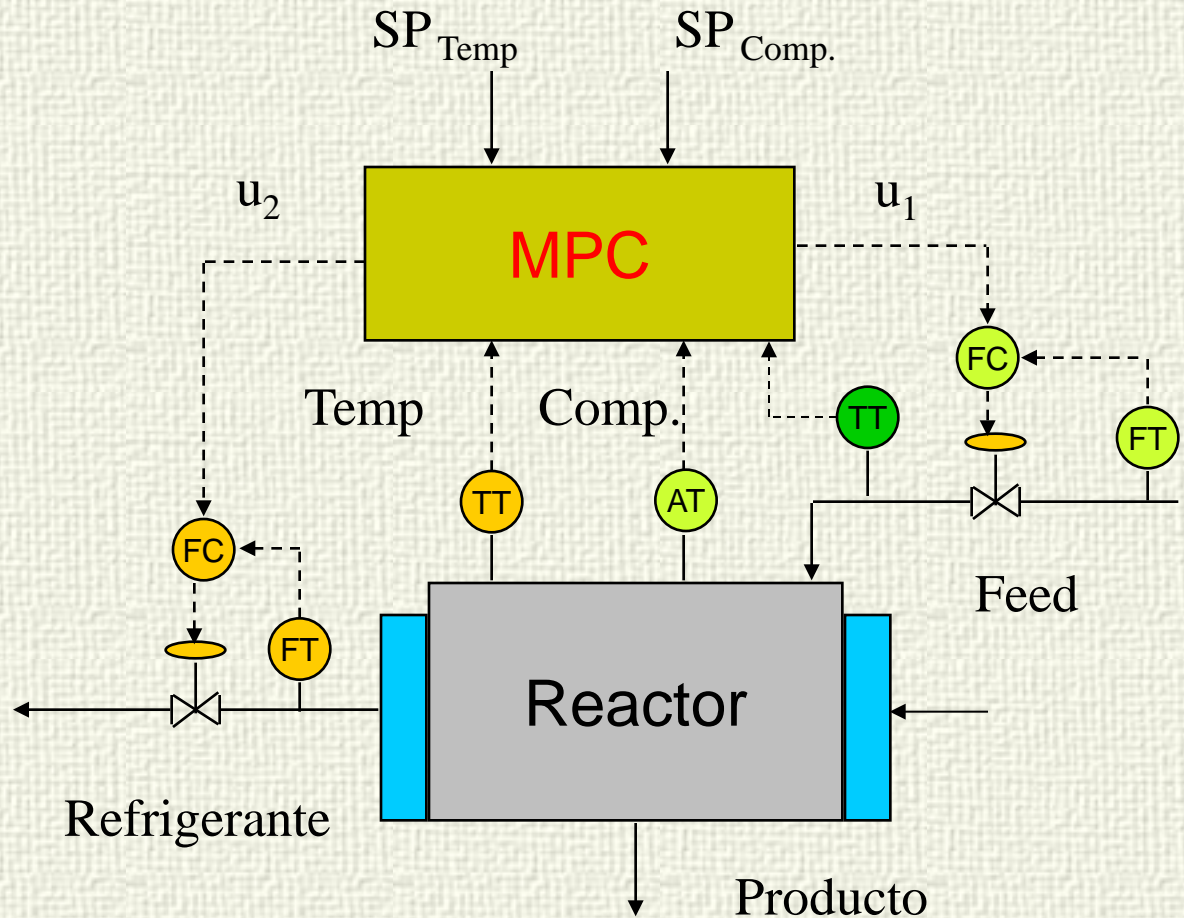 SP Temp
SP Comp.
u2
u1
MPC
FC
Temp
Comp.
TT
FT
TT
AT
FC
Feed
FT
Reactor
Refrigerante
Producto